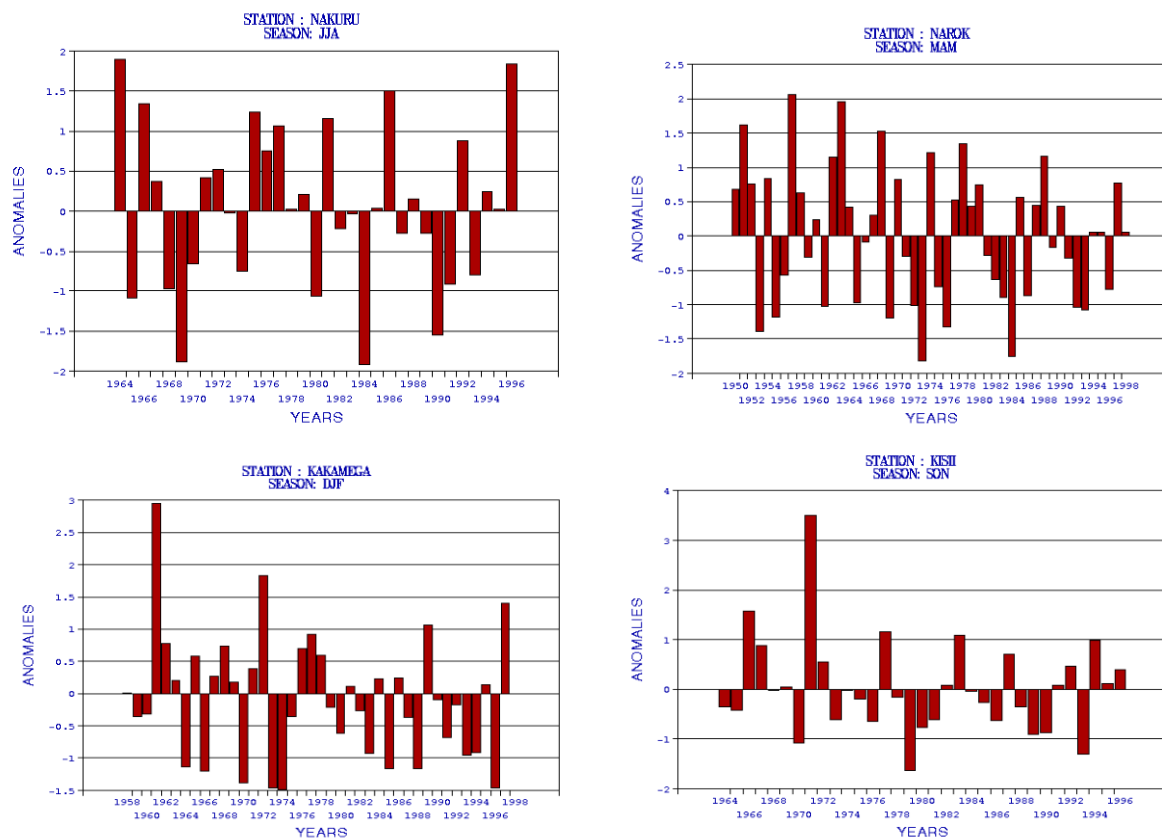 STATION : NAKURU
SEASON: JJA
2
1.5
1
0.5
0
-0.5
-1
-1.5
-2
ANOMALIES
1964 1968 1972 1976 1980 1984 1988 1992 1996
1966 1970 1974 1978 1982 1986 1990 1994
YEARS
STATION : NAROK
SEASON: MAM
2.5
2
1.5
1
0.5
0
-0.5
-1
-1.5
-2
ANOMALIES
1950 1954 1958 1962 1966 1970 1974 1978 1982 1986 1990 1994 1998
1952 1956 1960 1964 1968 1972 1976 1980 1984 1988 1992 1996
YEARS
STATION : KAKAMEGA
SEASON: DJF
3
2.5
2
1.5
1
0.5
0
-0.5
-1
-1.5
ANOMALIES
1958 1962 1966 1970 1974 1978 1982 1986 1990 1994 1998
1960 1964 1968 1972 1976 1980 1984 1988 1992 1996
YEARS
STATION : KISII
SEASON: SON
4
3
2
1
0
-1
-2
ANOMALIES
1964 1968 1972 1976 1980 1984 1988 1992 1996
1966 1970 1974 1978 1982 1986 1990 1994
YEARS